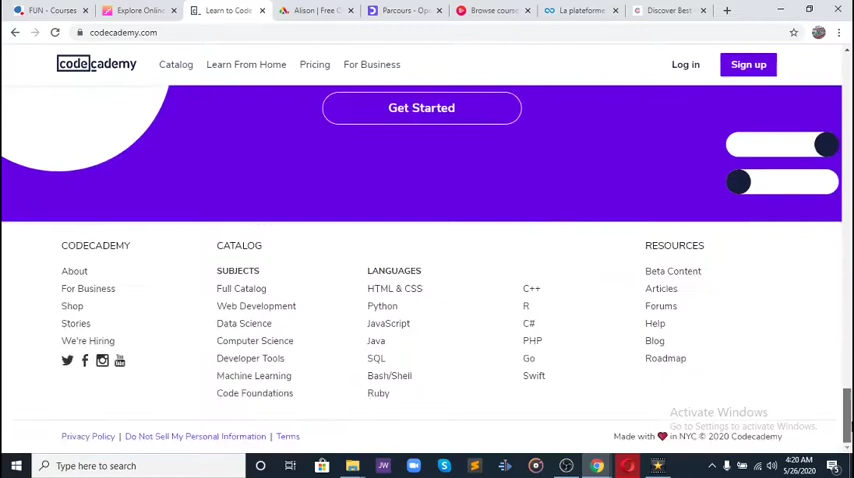 FUN - Courses
Explore Online
Learn to Code
Alison | Free O
Parcours - Ope
Browse course
La plateforme
Discover Best
codecademy.com
codecademy
Catalog
Learn From Home
Pricing
For Business
Log in
Sign up
Get Started
CODECADEMY
About
For Business
Shop
Stories
We're Hiring
CATALOG
SUBJECTS
Full Catalog
Web Development
Data Science
Computer Science
Developer Tools
Machine Learning
Code Foundations
LANGUAGES
HTML & CSS
Python
JavaScript
Java
SQL
Bash/Shell
Ruby
C++
R
C#
PHP
Go
Swift
RESOURCES
Beta Content
Articles
Forums
Help
Blog
Roadmap
Activate Windows
Go to Settings to activate Windows.
Privacy Policy | Do Not Sell My Personal Information | Terms
Made with ❤ in NYC © 2020 Codecademy
Type here to search
JW
4:20 AM
5/26/2020